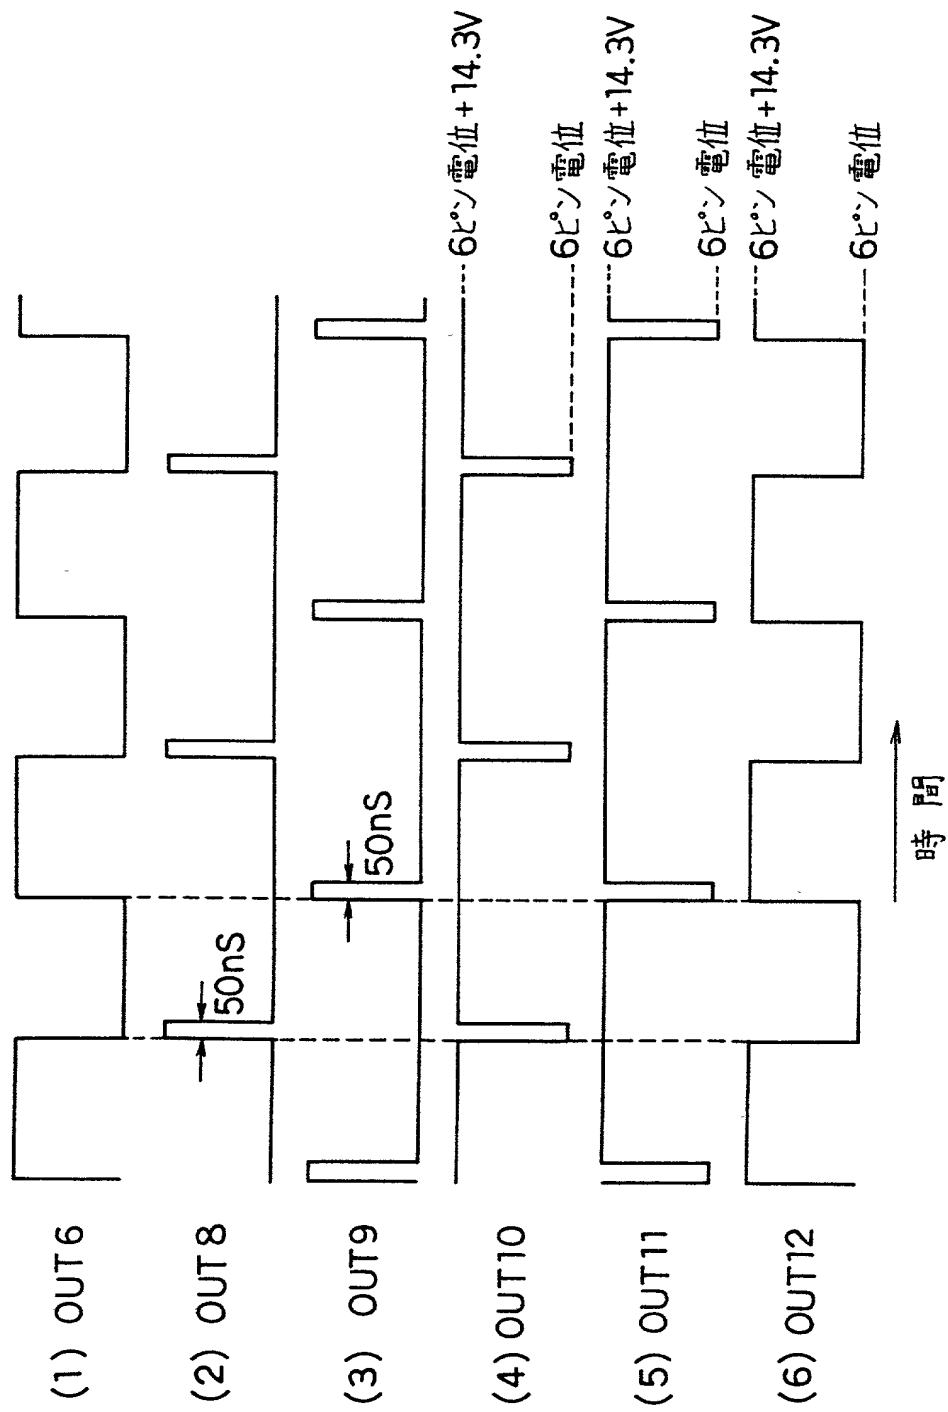 (1) OUT6
(2) OUT8
50nS
(3) OUT9
50nS
(4) OUT10
6ピン電位+14.3V
6ピン電位
(5) OUT11
6ピン電位+14.3V
6ピン電位
(6) OUT12
6ピン電位+14.3V
6ピン電位
時間